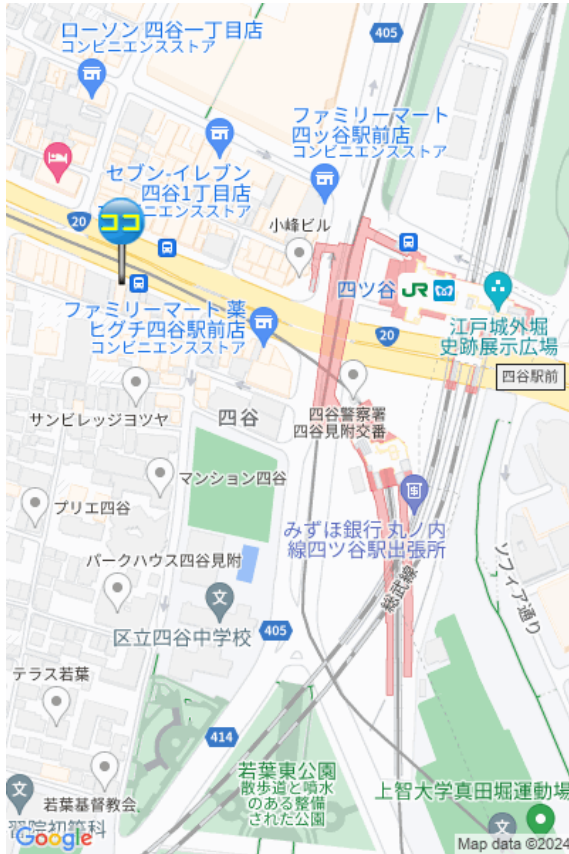 ローソン 四谷一丁目店
コンビニエンスストア
405
ファミリーマート
四ッ谷駅前店
コンビニエンスストア
セブン-イレブン
四谷1丁目店
ンビニエンスストア
20
ココ
小峰ビル
四ツ谷
JR
江戸城外堀
史跡展示広場
ファミリーマート 薬
ヒグチ四谷駅前店
コンビニエンスストア
20
四谷駅前
サンビレッジヨツヤ
四谷
四谷警察署
四谷見附交番
マンション四谷
プリエ四谷
みずほ銀行 丸ノ内
線四ツ谷駅出張所
ソフィア通り
パークハウス四谷見附
総武線
文
区立四谷中学校
405
テラス若葉
414
若葉東公園
散歩道と噴水
のある整備
された公園
上智大学真田堀運動場
若葉基督教会
文
習院初等科
文
Google
Map data ©2024